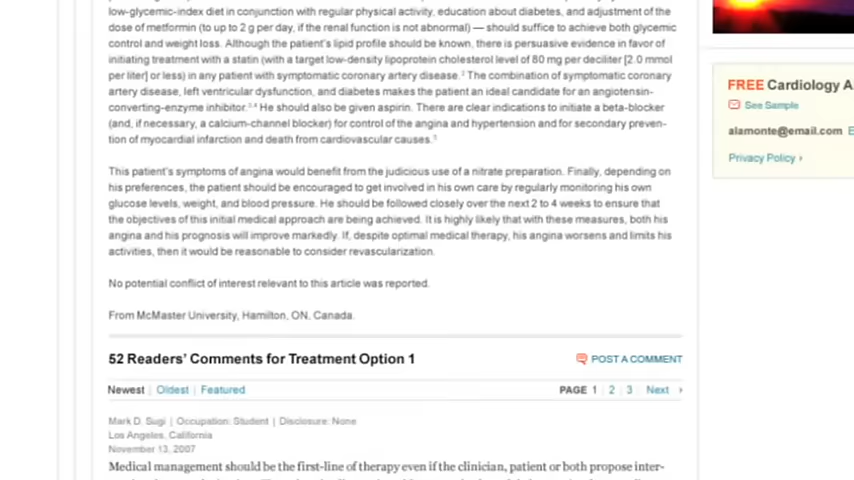 low-glycemic-index diet in conjunction with regular physical activity, education about diabetes, and adjustment of the
dose of metformin (to up to 2 g per day, if the renal function is not abnormal) — should suffice to achieve both glycemic
control and weight loss. Although the patient's lipid profile should be known, there is persuasive evidence in favor of
initiating treatment with a statin (with a target low-density lipoprotein cholesterol level of 80 mg per deciliter [2.0 mmol
per liter] or less) in any patient with symptomatic coronary artery disease.² The combination of symptomatic coronary
artery disease, left ventricular dysfunction, and diabetes makes the patient an ideal candidate for an angiotensin-
converting-enzyme inhibitor.³,⁴ He should also be given aspirin. There are clear indications to initiate a beta-blocker
(and, if necessary, a calcium-channel blocker) for control of the angina and hypertension and for secondary preven-
tion of myocardial infarction and death from cardiovascular causes.⁵
This patient's symptoms of angina would benefit from the judicious use of a nitrate preparation. Finally, depending on
his preferences, the patient should be encouraged to get involved in his own care by regularly monitoring his own
glucose levels, weight, and blood pressure. He should be followed closely over the next 2 to 4 weeks to ensure that
the objectives of this initial medical approach are being achieved. It is highly likely that with these measures, both his
angina and his prognosis will improve markedly. If, despite optimal medical therapy, his angina worsens and limits his
activities, then it would be reasonable to consider revascularization.
No potential conflict of interest relevant to this article was reported.
From McMaster University, Hamilton, ON, Canada.
52 Readers' Comments for Treatment Option 1
POST A COMMENT
Newest | Oldest | Featured
PAGE 1 | 2 | 3 Next ›
Mark D. Sugi | Occupation: Student | Disclosure: None
Los Angeles, California
November 13, 2007
Medical management should be the first-line of therapy even if the clinician, patient or both propose inter-
FREE Cardiology A
See Sample
alamonte@email.com E
Privacy Policy ›